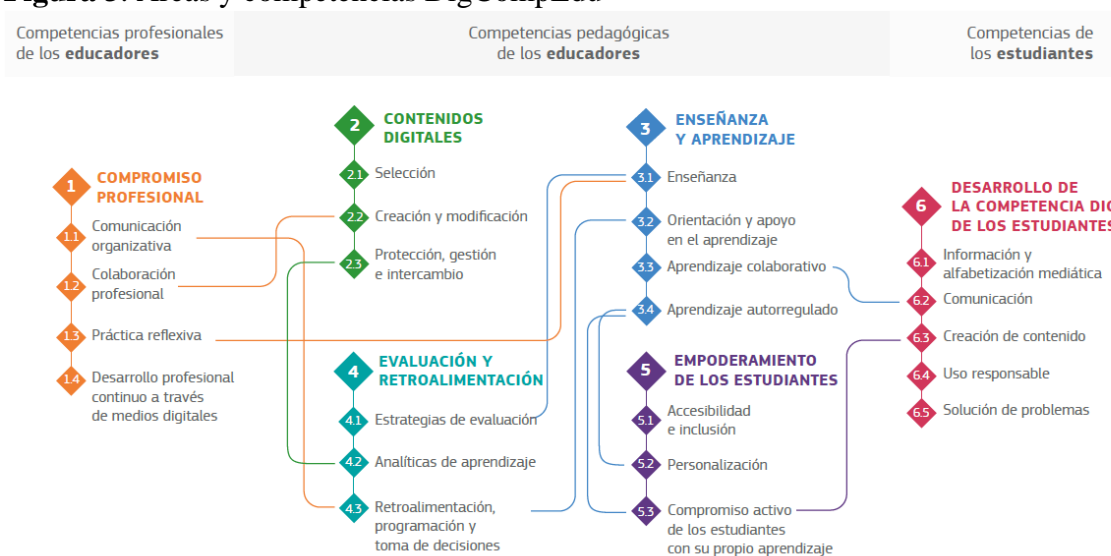 Figura 3. Áreas y competencias DigCompEdu
Competencias profesionales
de los educadores
Competencias pedagógicas
de los educadores
Competencias de
los estudiantes
1 COMPROMISO
PROFESIONAL
1.1 Comunicación
organizativa
1.2 Colaboración
profesional
1.3 Práctica reflexiva
1.4 Desarrollo profesional
continuo a través
de medios digitales
2 CONTENIDOS
DIGITALES
2.1 Selección
2.2 Creación y modificación
2.3 Protección, gestión
e intercambio
3 ENSEÑANZA
Y APRENDIZAJE
3.1 Enseñanza
3.2 Orientación y apoyo
en el aprendizaje
3.3 Aprendizaje colaborativo
3.4 Aprendizaje autorregulado
4 EVALUACIÓN Y
RETROALIMENTACIÓN
4.1 Estrategias de evaluación
4.2 Analíticas de aprendizaje
4.3 Retroalimentación,
programación y
toma de decisiones
5 EMPODERAMIENTO
DE LOS ESTUDIANTES
5.1 Accesibilidad
e inclusión
5.2 Personalización
5.3 Compromiso activo
de los estudiantes
con su propio aprendizaje
6 DESARROLLO DE
LA COMPETENCIA DIG
DE LOS ESTUDIANTES
6.1 Información y
alfabetización mediática
6.2 Comunicación
6.3 Creación de contenido
6.4 Uso responsable
6.5 Solución de problemas